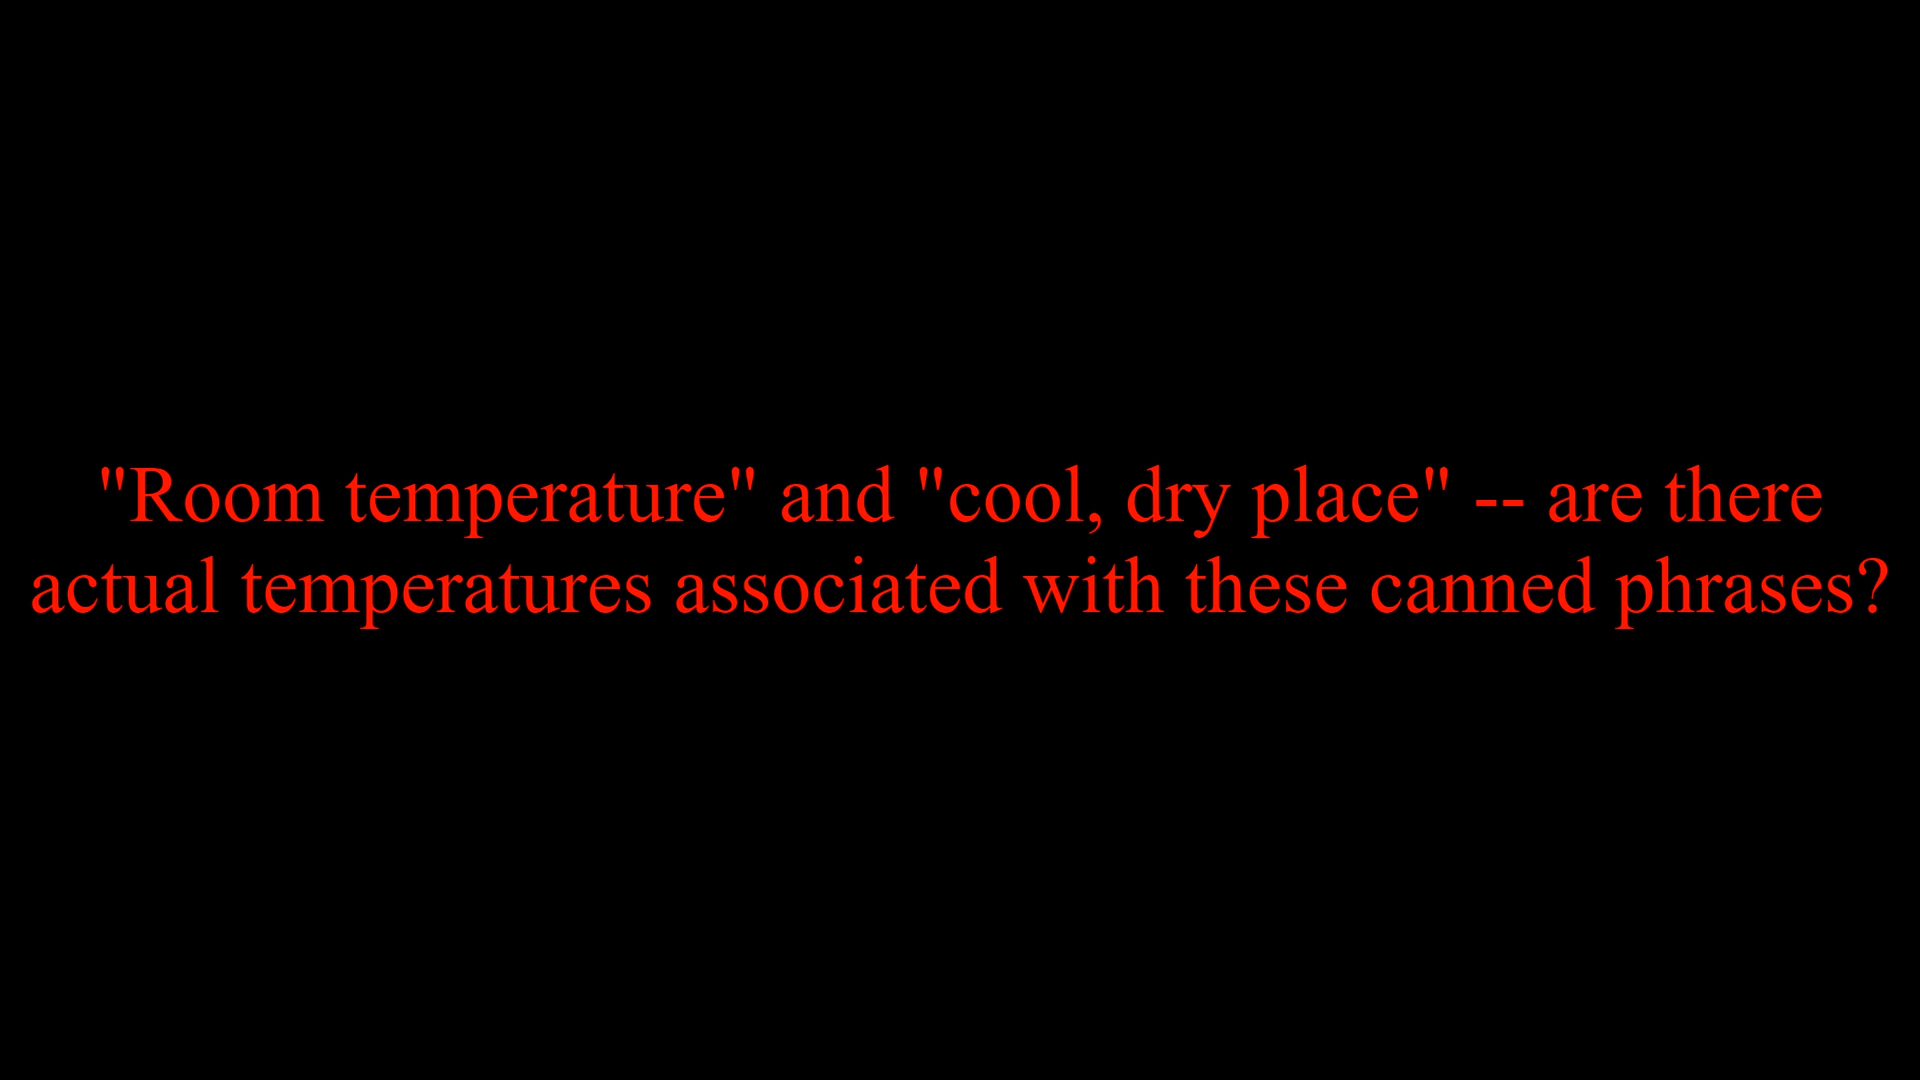 "Room temperature" and "cool, dry place" -- are there
actual temperatures associated with these canned phrases?